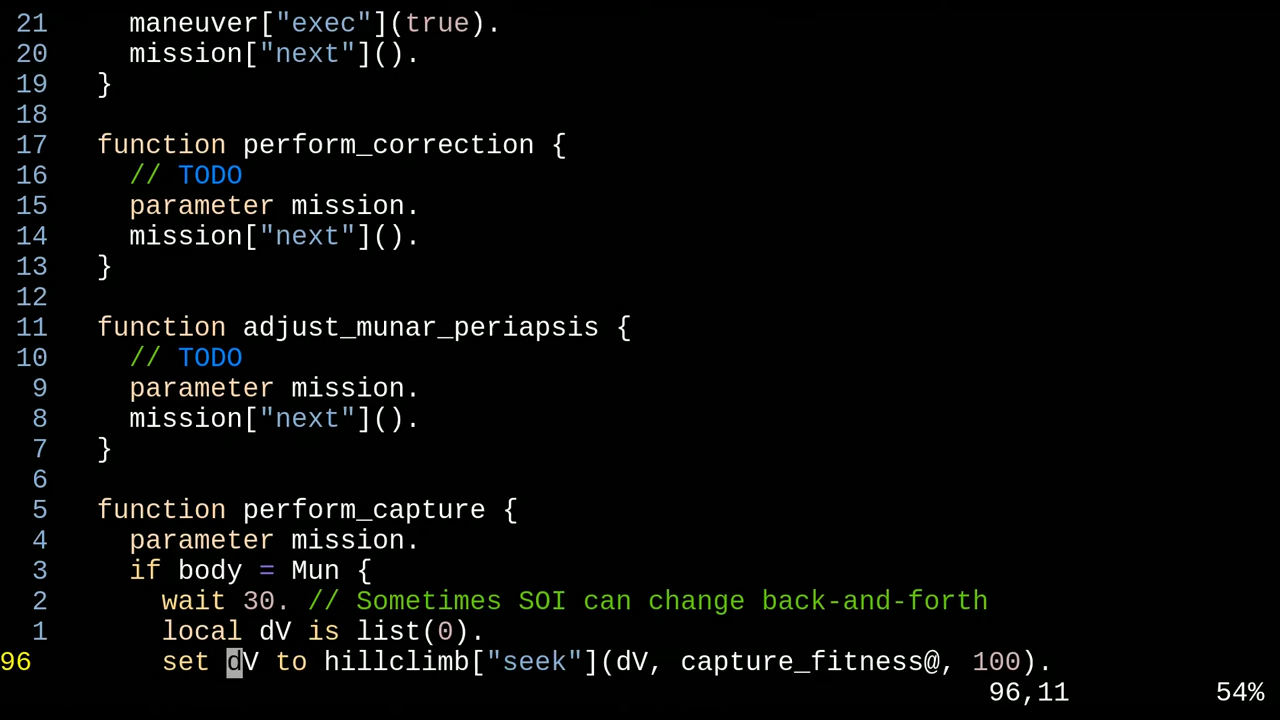 21     maneuver["exec"](true).
20     mission["next"]().
19   }
18
17   function perform_correction {
16     // TODO
15     parameter mission.
14     mission["next"]().
13   }
12
11   function adjust_munar_periapsis {
10     // TODO
 9     parameter mission.
 8     mission["next"]().
 7   }
 6
 5   function perform_capture {
 4     parameter mission.
 3     if body = Mun {
 2       wait 30. // Sometimes SOI can change back-and-forth
 1       local dV is list(0).
96       set dV to hillclimb["seek"](dV, capture_fitness@, 100).
96,11 54%